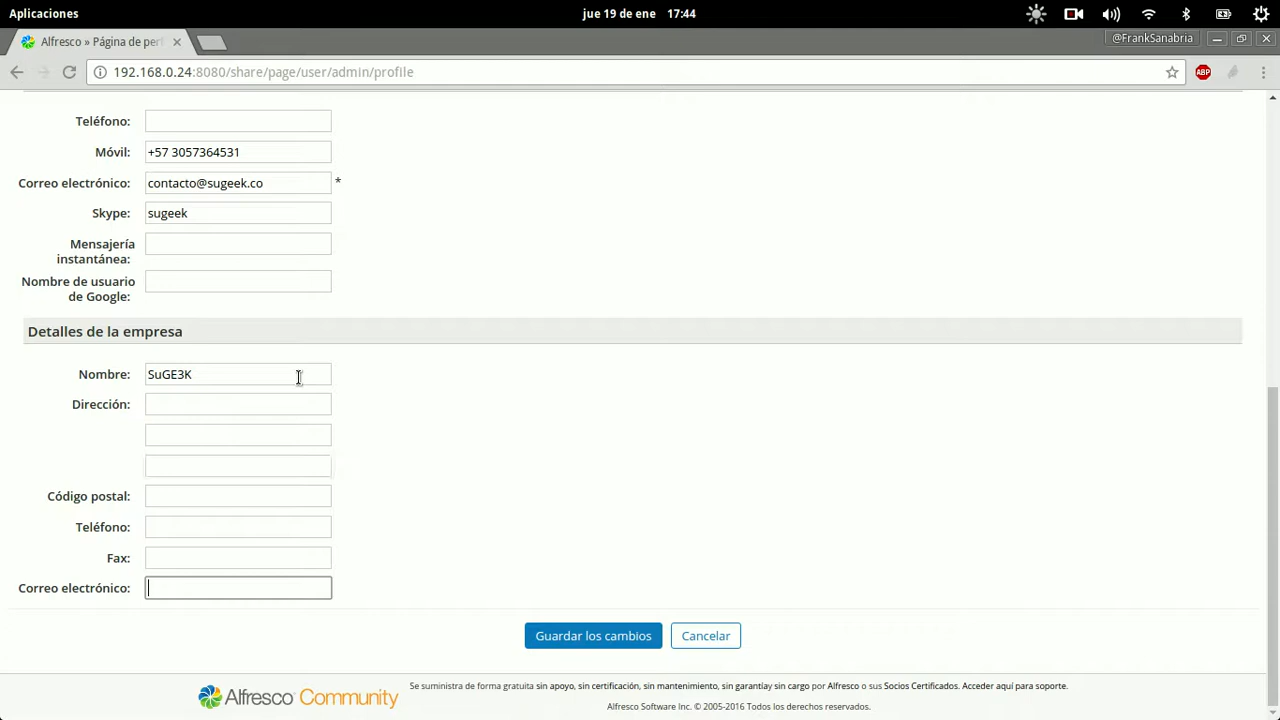 Aplicaciones
jue 19 de ene 17:44
Alfresco » Página de perf
@FrankSanabria
192.168.0.24:8080/share/page/user/admin/profile
ABP
Teléfono:
Móvil: +57 3057364531
Correo electrónico: contacto@sugeek.co *
Skype: sugeek
Mensajería
instantánea:
Nombre de usuario
de Google:
Detalles de la empresa
Nombre: SuGE3K
Dirección:
Código postal:
Teléfono:
Fax:
Correo electrónico:
Guardar los cambios Cancelar
Alfresco Community
Se suministra de forma gratuita sin apoyo, sin certificación, sin mantenimiento, sin garantíay sin cargo por Alfresco o sus Socios Certificados. Acceder aquí para soporte.
Alfresco Software Inc. © 2005-2016 Todos los derechos reservados.